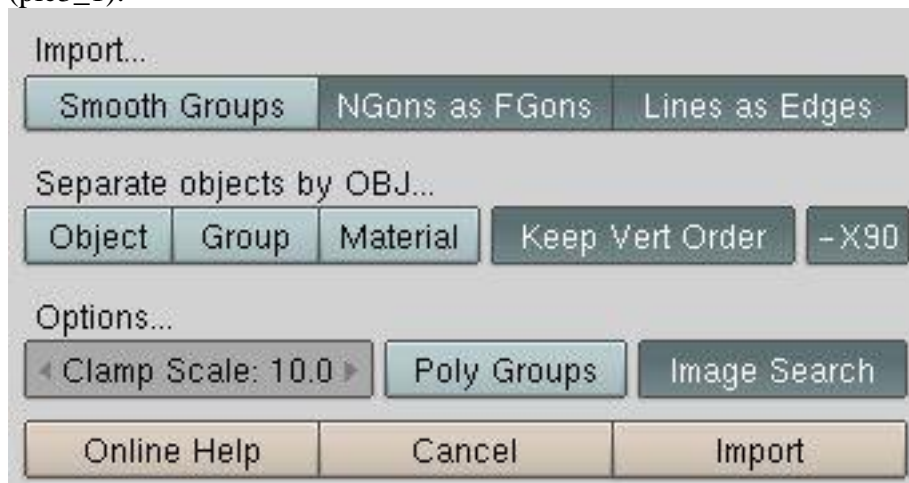 Import...
Smooth Groups NGons as FGons Lines as Edges
Separate objects by OBJ...
Object Group Material Keep Vert Order -X90
Options...
Clamp Scale: 10.0 Poly Groups Image Search
Online Help Cancel Import